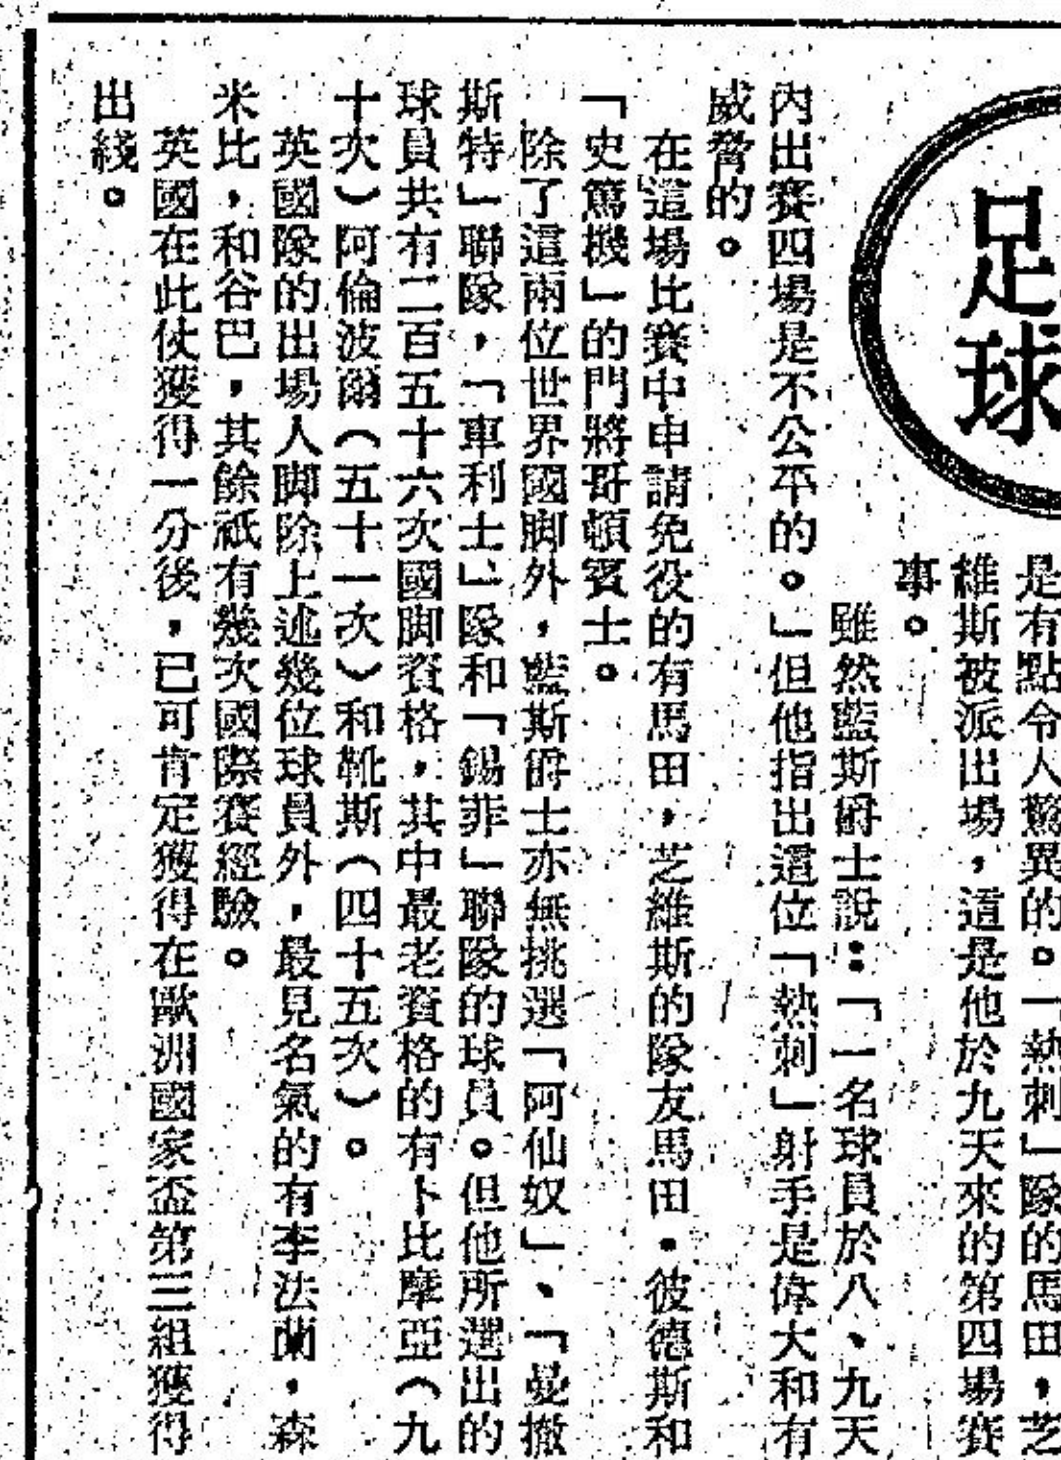 足球
是有點令人驚異的。「熱刺」隊的馬田，芝
維斯被派出場，這是他於九天來的第四場賽
事。
雖然藍斯爵士說：「一名球員於八、九天
內出賽四場是不公平的。」但他指出這位「熱刺」射手是偉大和有
威脅的。
在這場比賽中申請免役的有馬田，芝維斯的隊友馬田・彼德斯和
「史篤機」的門將哥頓賓士。
除了這兩位世界國脚外，藍斯爵士亦無挑選「阿仙奴」、「曼撤
斯特」聯隊，「車利士」隊和「錫菲」聯隊的球員。但他所選出的
球員共有二百五十六次國脚資格，其中最老資格的有卜比摩亞（九
十次）阿倫波爾（五十一次）和靴斯（四十五次）。
英國隊的出場人脚除上述幾位球員外，最見名氣的有李法蘭，森
米比，和谷巴，其餘祇有幾次國際賽經驗。
英國在此仗獲得一分後，已可肯定獲得在歐洲國家盃第三組獲得
出綫。